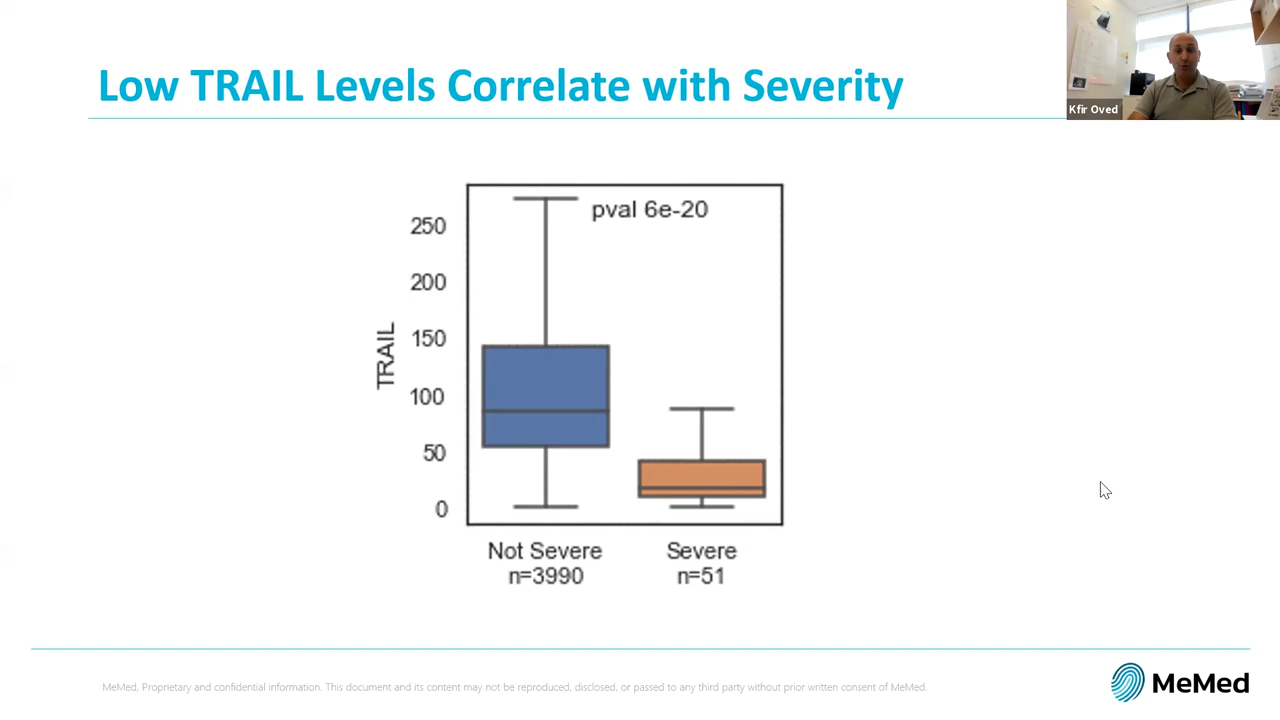 Low TRAIL Levels Correlate with Severity
Kfir Oved
pval 6e-20
250
200
150
100
50
0
TRAIL
Not Severe
n=3990
Severe
n=51
MeMed, Proprietary and confidential information. This document and its content may not be reproduced, disclosed, or passed to any third party without prior written consent of MeMed.
MeMed